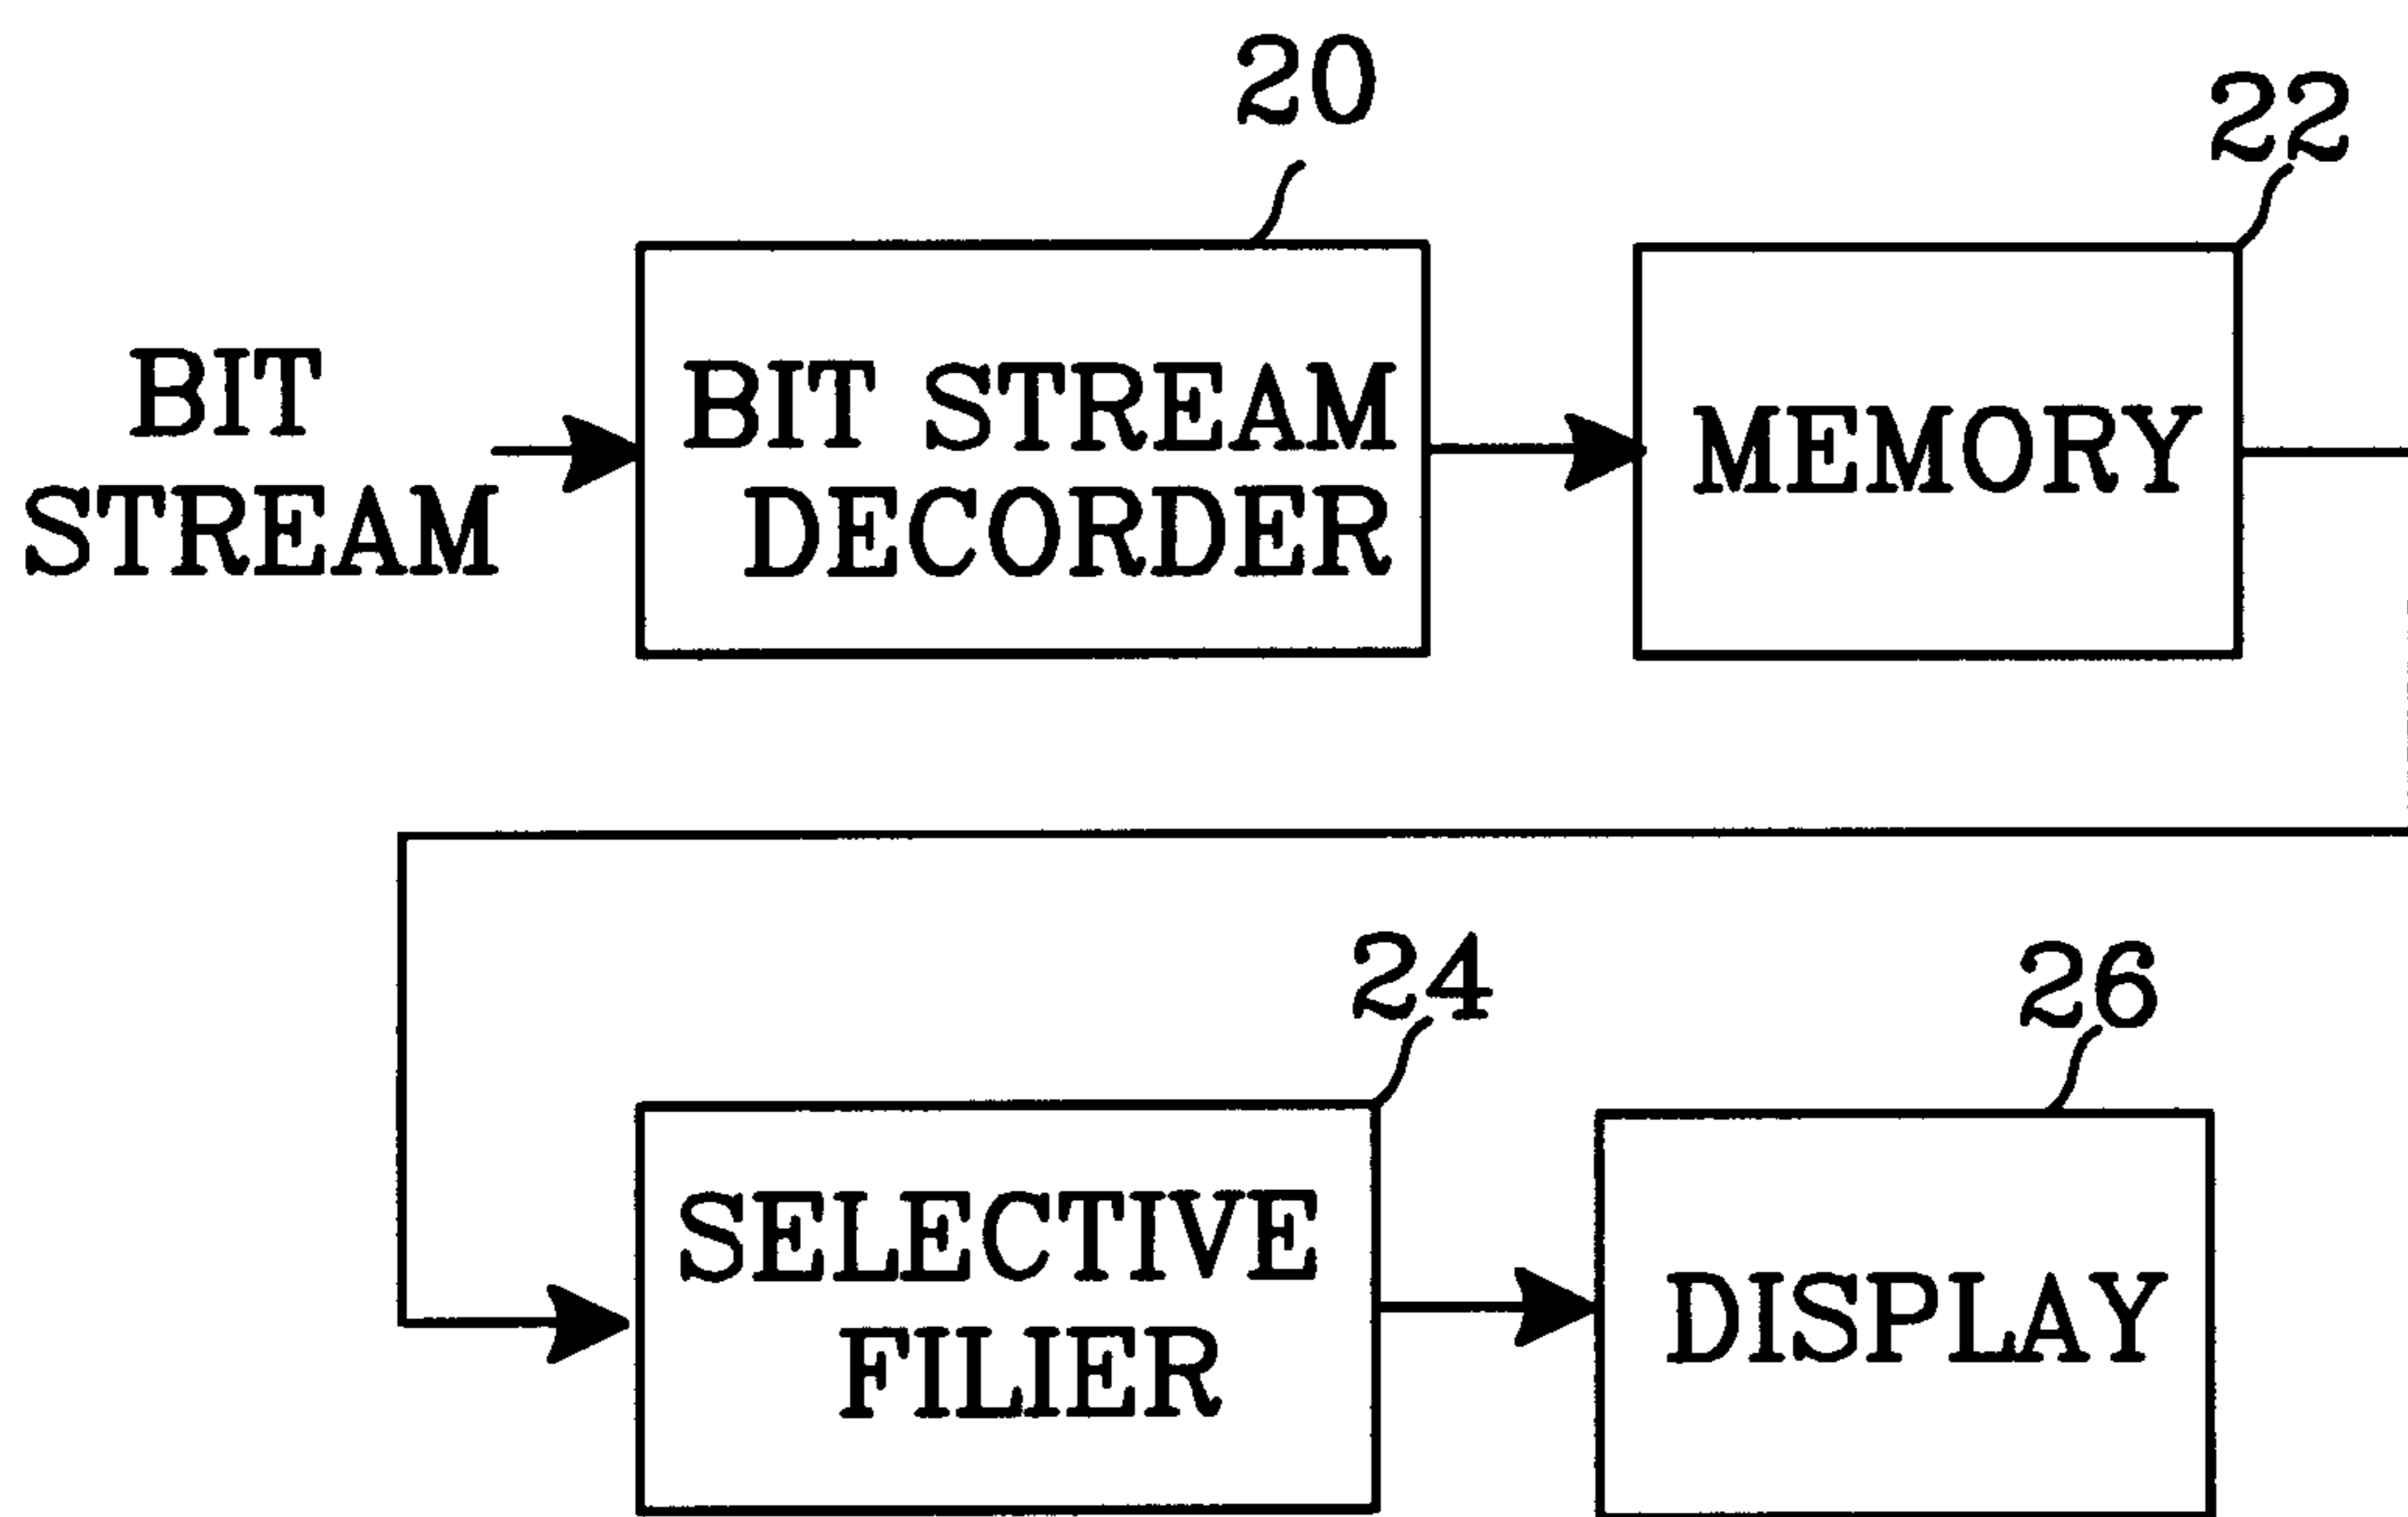 20
22
BIT
STREAM
BIT STREAM
DECORDER
MEMORY
24
26
SELECTIVE
FILIER
DISPLAY